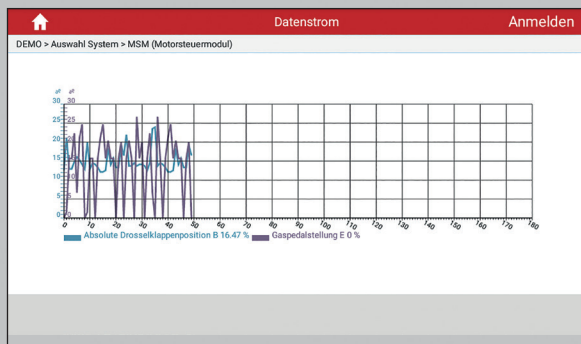 Datenstrom
Anmelden
DEMO > Auswahl System > MSM (Motorsteuermodul)
% %
30 30
25 25
20 20
15 15
10 10
5 5
0 0
0 10 20 30 40 50 60 70 80 90 100 110 120 130 140 150 160 170 180
Absolute Drosselklappenposition B 16.47 % Gaspedalstellung E 0 %